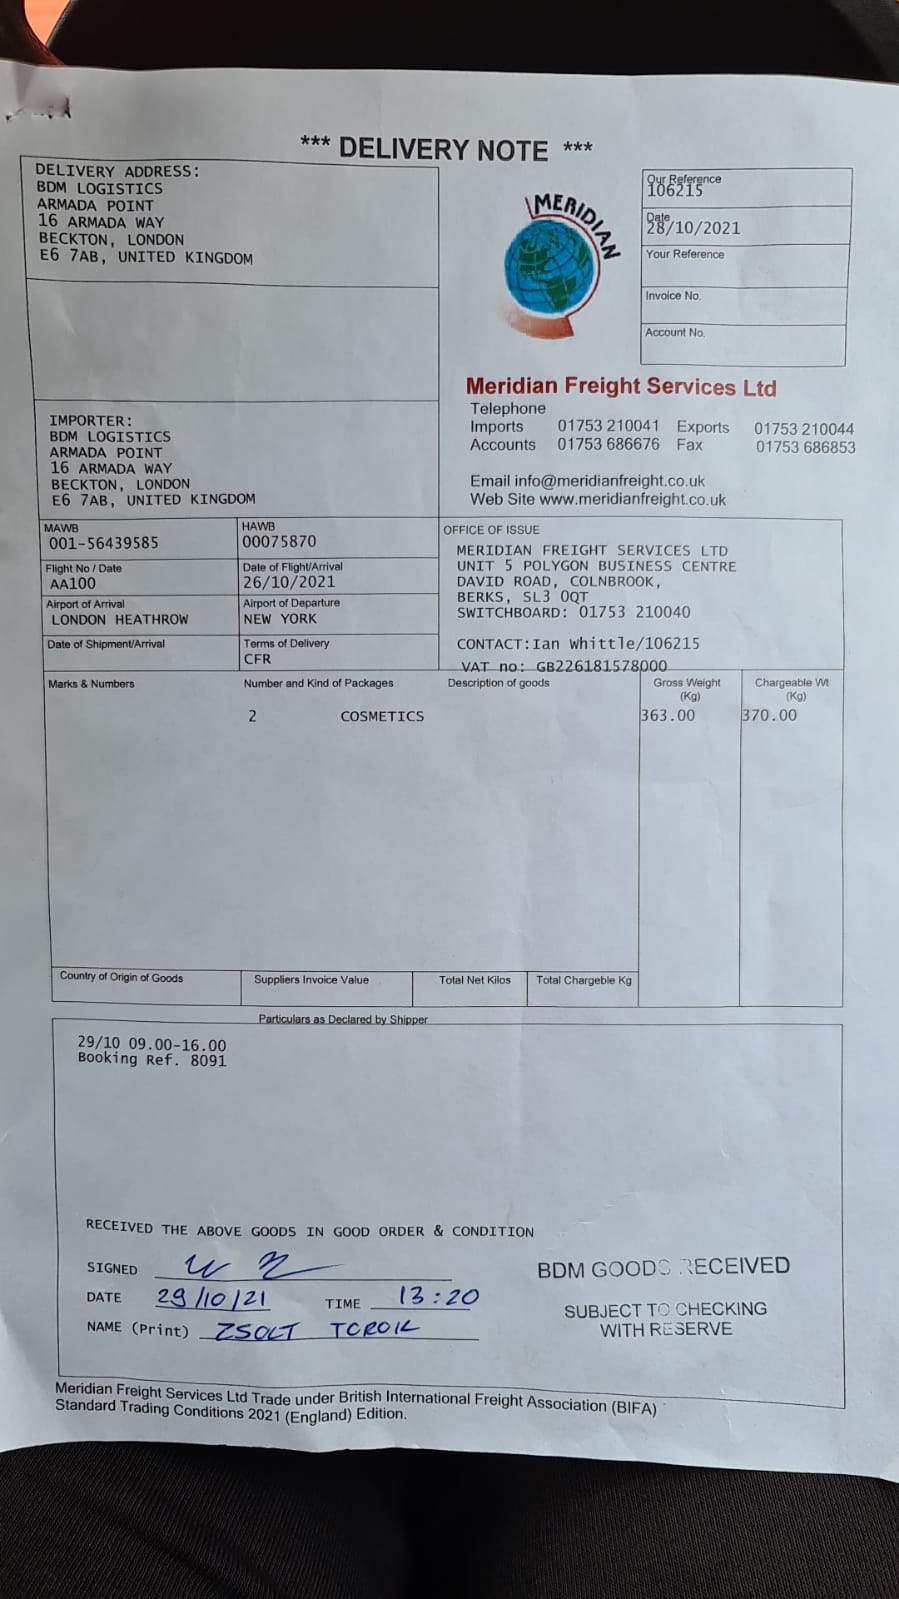 *** DELIVERY NOTE ***
DELIVERY ADDRESS:
BDM LOGISTICS
ARMADA POINT
16 ARMADA WAY
BECKTON, LONDON
E6 7AB, UNITED KINGDOM
MERIDIAN
Our Reference
106215
Date
28/10/2021
Your Reference
Invoice No.
Account No.
Meridian Freight Services Ltd
Telephone
Imports 01753 210041 Exports 01753 210044
Accounts 01753 686676 Fax 01753 686853
Email info@meridianfreight.co.uk
Web Site www.meridianfreight.co.uk
IMPORTER:
BDM LOGISTICS
ARMADA POINT
16 ARMADA WAY
BECKTON, LONDON
E6 7AB, UNITED KINGDOM
MAWB
001-56439585
HAWB
00075870
Flight No / Date
AA100
Date of Flight/Arrival
26/10/2021
Airport of Arrival
LONDON HEATHROW
Airport of Departure
NEW YORK
Date of Shipment/Arrival
Terms of Delivery
CFR
OFFICE OF ISSUE
MERIDIAN FREIGHT SERVICES LTD
UNIT 5 POLYGON BUSINESS CENTRE
DAVID ROAD, COLNBROOK,
BERKS, SL3 0QT
SWITCHBOARD: 01753 210040
CONTACT:Ian Whittle/106215
VAT no: GB226181578000
Marks & Numbers
Number and Kind of Packages
Description of goods
Gross Weight
(Kg)
Chargeable Wt
(Kg)
2 COSMETICS 363.00 370.00
Country of Origin of Goods
Suppliers Invoice Value
Total Net Kilos
Total Chargeble Kg
Particulars as Declared by Shipper
29/10 09.00-16.00
Booking Ref. 8091
RECEIVED THE ABOVE GOODS IN GOOD ORDER & CONDITION
SIGNED
DATE 29/10/21 TIME 13:20
NAME (Print) ZSOLT TOROK
BDM GOODS RECEIVED
SUBJECT TO CHECKING
WITH RESERVE
Meridian Freight Services Ltd Trade under British International Freight Association (BIFA)
Standard Trading Conditions 2021 (England) Edition.